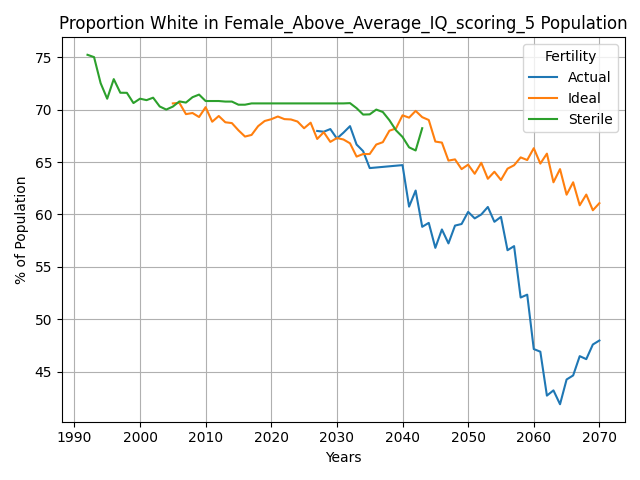 Proportion White in Female_Above_Average_IQ_scoring_5 Population
Fertility
Actual
Ideal
Sterile
% of Population
75
70
65
60
55
50
45
1990 2000 2010 2020 2030 2040 2050 2060 2070
Years